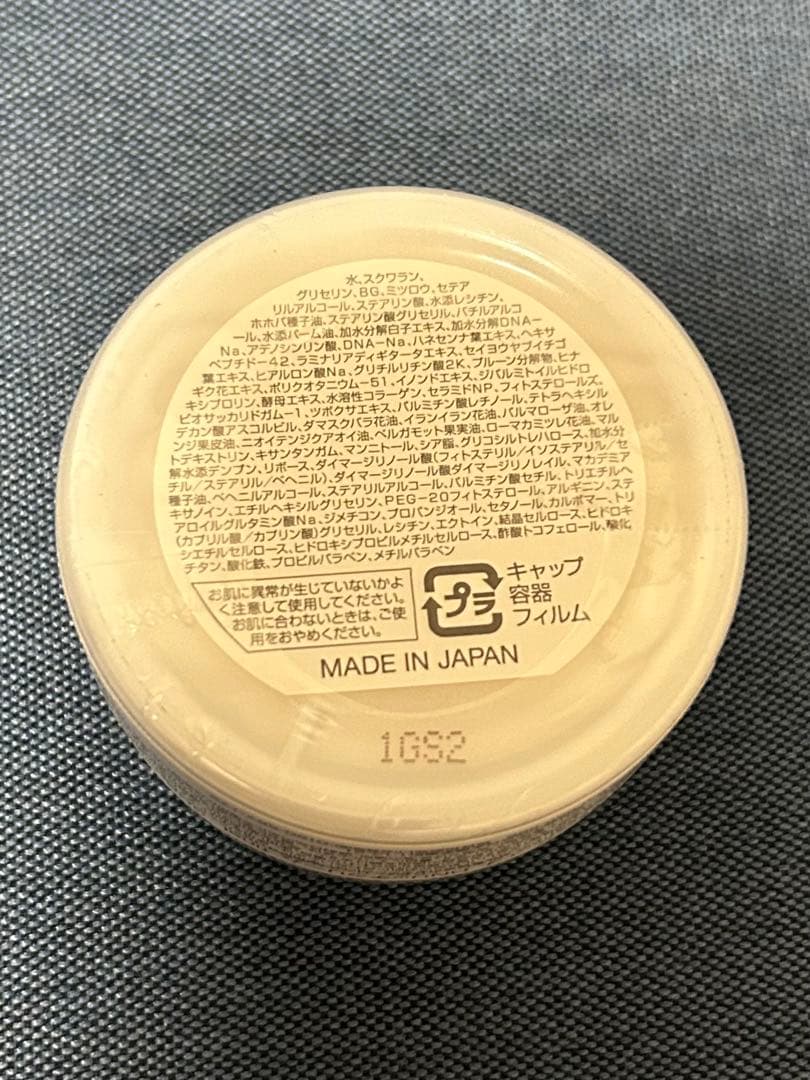 水、スクワラン、
グリセリン、BG、ミツロウ、セテア
リルアルコール、ステアリン酸、水添レシチン、
ホホバ種子油、ステアリン酸グリセリル、バチルアルコ
ール、水添パーム油、加水分解白子エキス、加水分解DNA-
Na、アデノシンリン酸、DNA-Na、ハネセンナ葉エキス、ヘキサ
ペプチド-42、ラミナリアディギタータエキス、セイヨウヤブイチゴ
葉エキス、ヒアルロン酸Na、グリチルリチン酸2K、プルーン分解物、ヒナ
ギク花エキス、ポリクオタニウム-51、イノンドエキス、ジパルミトイルヒドロ
キシプロリン、酵母エキス、水溶性コラーゲン、セラミドNP、フィトステロールズ、
ビオサッカリドガム-1、ツボクサエキス、パルミチン酸レチノール、テトラヘキシル
デカン酸アスコルビル、ダマスクバラ花油、イランイラン花油、パルマローザ油、オレ
ンジ果皮油、ニオイテンジクアオイ油、ベルガモット果実油、ローマカミツレ花油、マル
トデキストリン、キサンタンガム、マンニトール、シア脂、グリコシルトレハロース、加水分
解水添デンプン、リボース、ダイマージリノール酸(フィトステリル/イソステアリル/セ
チル/ステアリル/ベヘニル)、ダイマージリノール酸ダイマージリノレイル、マカデミア
種子油、ベヘニルアルコール、ステアリルアルコール、パルミチン酸セチル、トリエチルヘ
キサノイン、エチルヘキシルグリセリン、PEG-20フィトステロール、アルギニン、ステ
アロイルグルタミン酸Na、ジメチコン、プロパンジオール、セタノール、カルボマー、トリ
(カプリル酸/カプリン酸)グリセリル、レシチン、エクトイン、結晶セルロース、ヒドロキ
シエチルセルロース、ヒドロキシプロピルメチルセルロース、酢酸トコフェロール、酸化
チタン、酸化鉄、プロピルパラベン、メチルパラベン
お肌に異常が生じていないかよ
く注意して使用してください。
お肌に合わないときは、ご使
用をおやめください。
プラ
キャップ
容器
フィルム
MADE IN JAPAN
1GS2